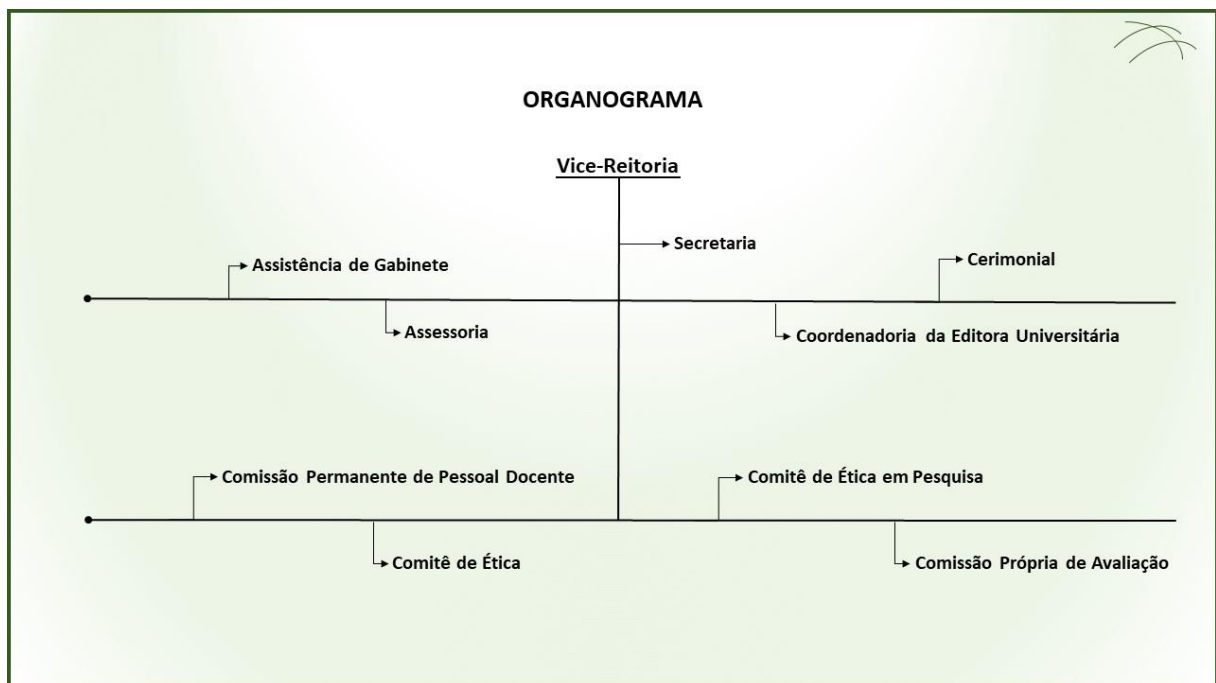 ORGANOGRAMA
Vice-Reitoria
Secretaria
Assistência de Gabinete
Cerimonial
Assessoria
Coordenadoria da Editora Universitária
Comissão Permanente de Pessoal Docente
Comitê de Ética em Pesquisa
Comitê de Ética
Comissão Própria de Avaliação